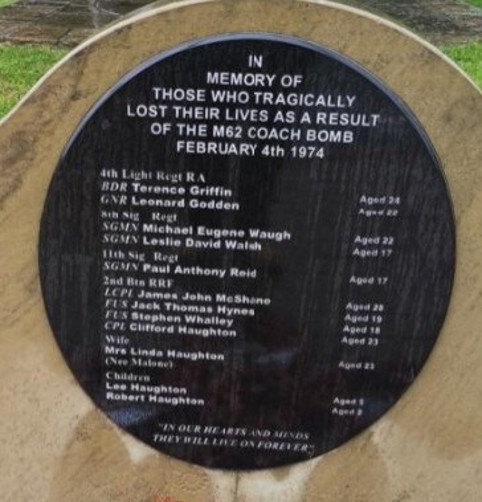 IN
MEMORY OF
THOSE WHO TRAGICALLY
LOST THEIR LIVES AS A RESULT
OF THE M62 COACH BOMB
FEBRUARY 4th 1974
4th Light Regt RA
BDR Terence Griffin Aged 24
GNR Leonard Godden Aged 22
8th Sig Regt
SGMN Michael Eugene Waugh Aged 22
SGMN Leslie David Walsh Aged 17
11th Sig Regt
SGMN Paul Anthony Reid Aged 17
2nd Btn RRF
LCPL James John McShane Aged 28
FUS Jack Thomas Hynes Aged 19
FUS Stephen Whalley Aged 18
CPL Clifford Haughton Aged 23
Wife
Mrs Linda Haughton
(Nee Malone) Aged 23
Children
Lee Haughton Aged 5
Robert Haughton Aged 2
"IN OUR HEARTS AND MINDS
THEY WILL LIVE ON FOREVER"